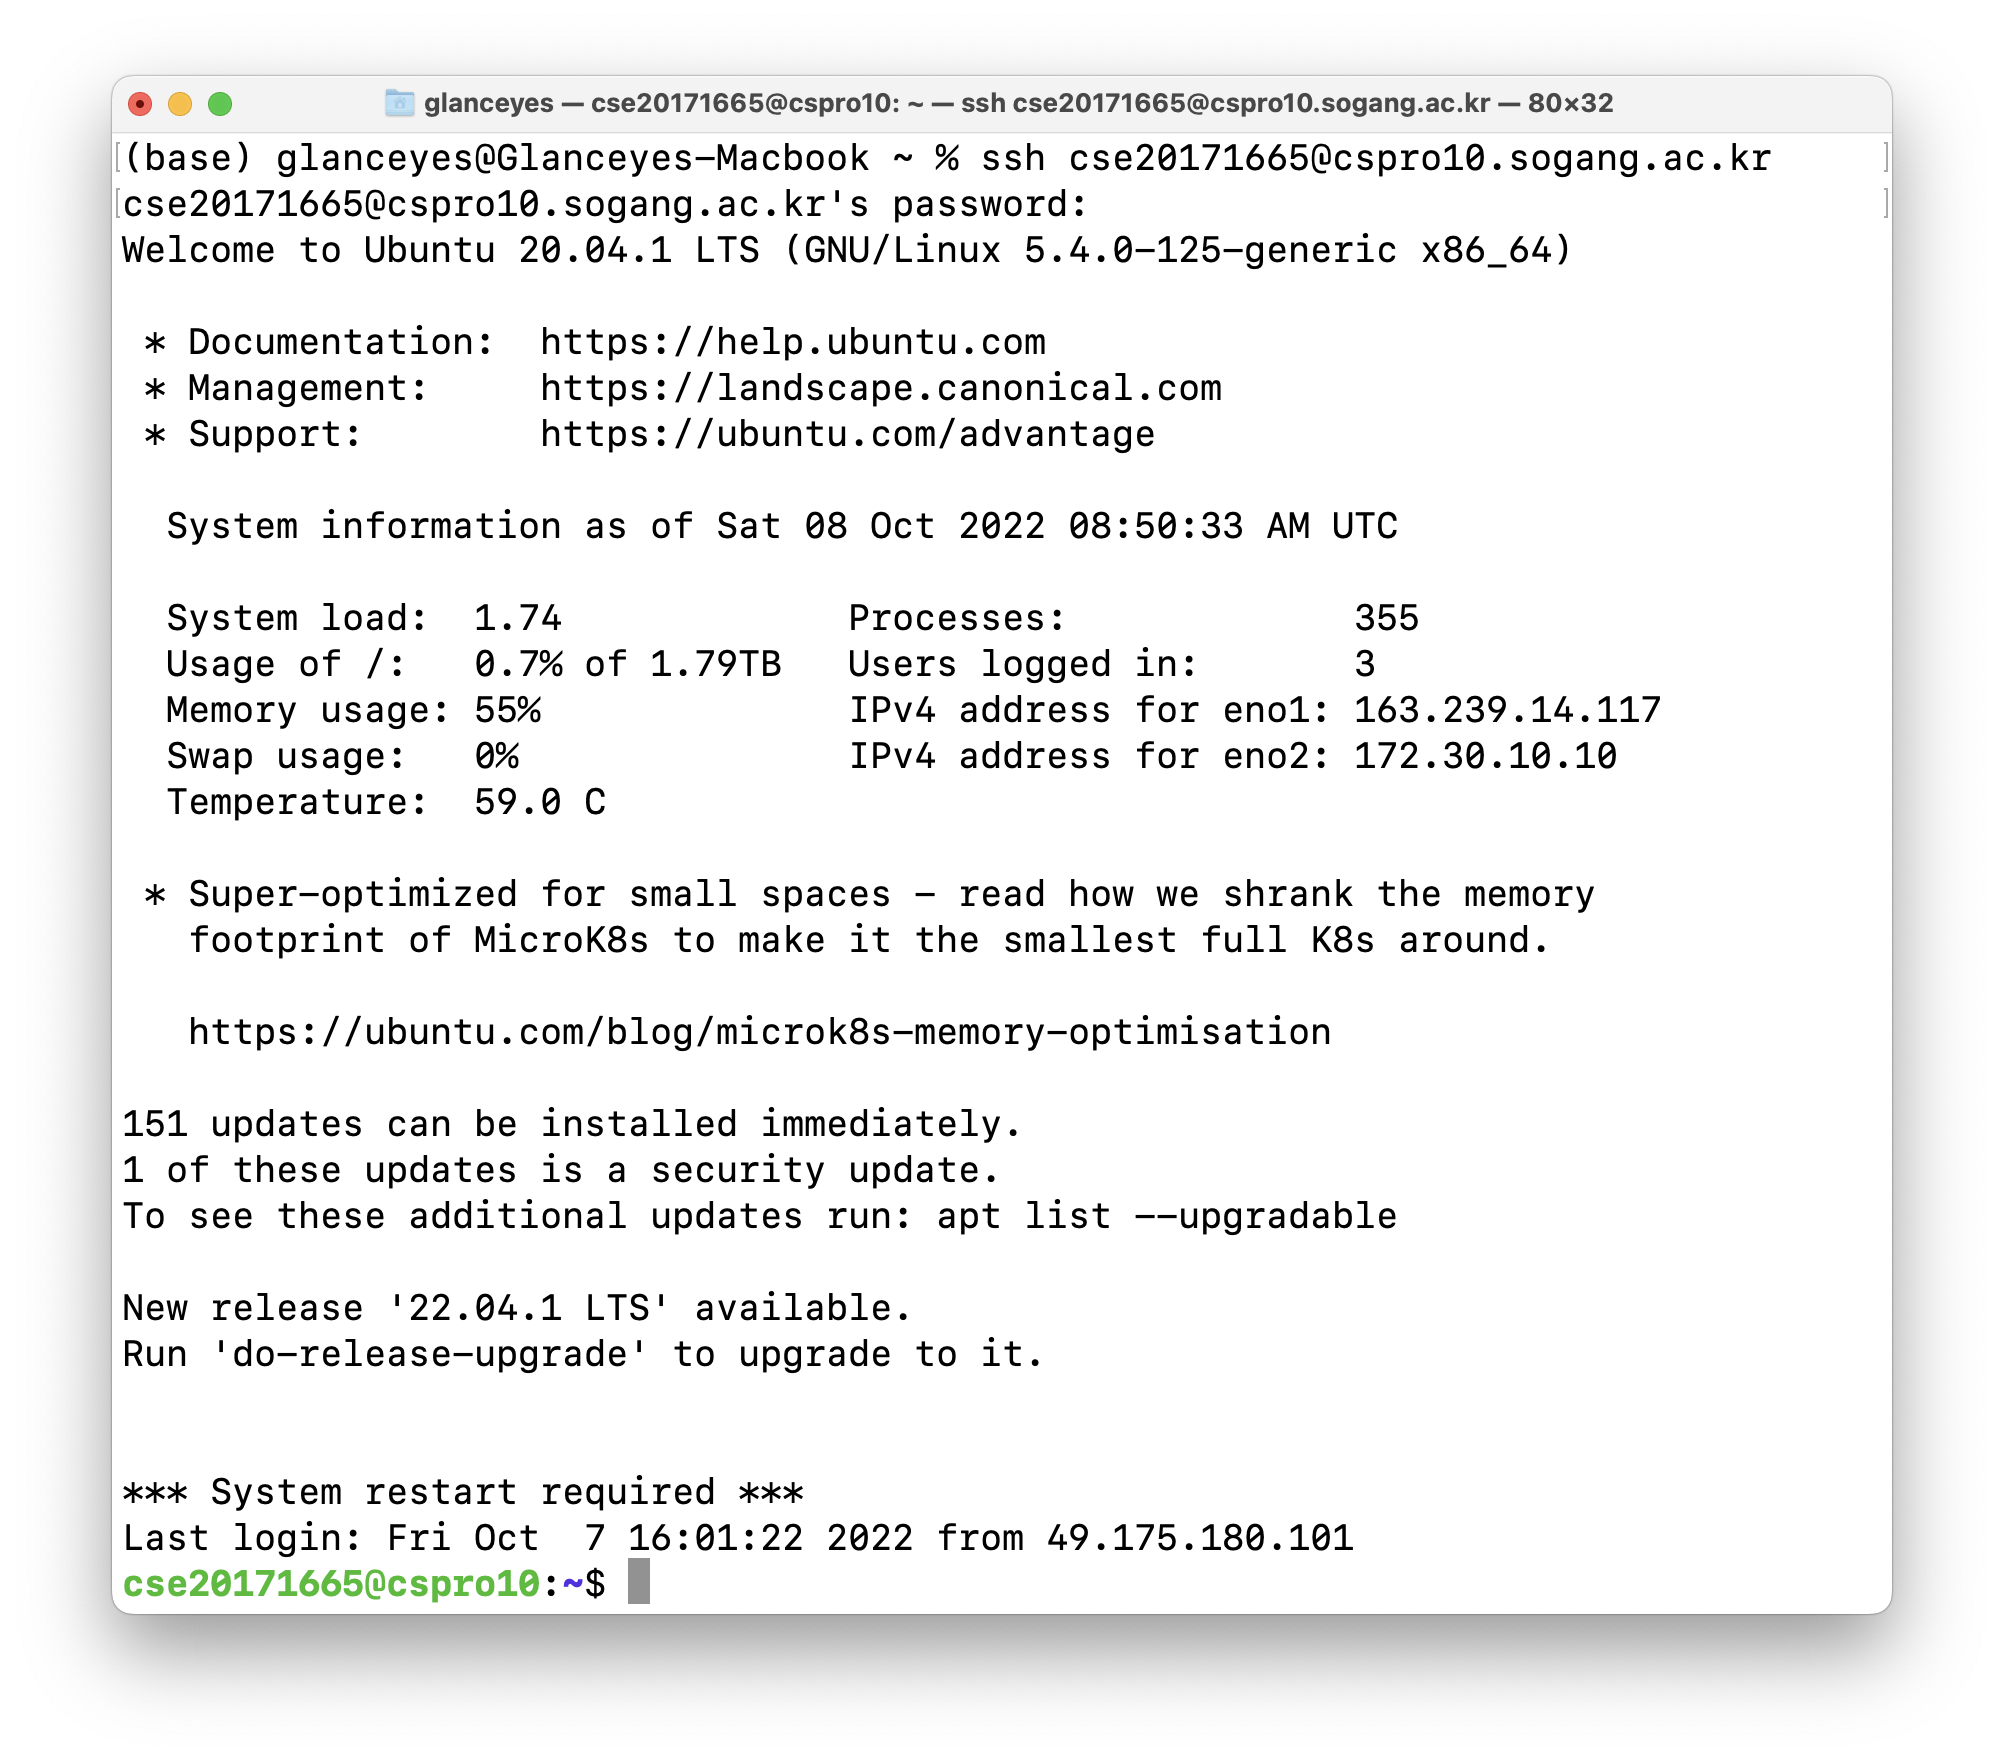 glanceyes — cse20171665@cspro10: ~ — ssh cse20171665@cspro10.sogang.ac.kr — 80×32
[(base) glanceyes@Glanceyes-Macbook ~ % ssh cse20171665@cspro10.sogang.ac.kr ]
[cse20171665@cspro10.sogang.ac.kr's password: ]
Welcome to Ubuntu 20.04.1 LTS (GNU/Linux 5.4.0-125-generic x86_64)
* Documentation:  https://help.ubuntu.com
* Management:     https://landscape.canonical.com
* Support:        https://ubuntu.com/advantage
System information as of Sat 08 Oct 2022 08:50:33 AM UTC
System load:  1.74             Processes:             355
Usage of /:   0.7% of 1.79TB   Users logged in:       3
Memory usage: 55%              IPv4 address for eno1: 163.239.14.117
Swap usage:   0%               IPv4 address for eno2: 172.30.10.10
Temperature:  59.0 C
* Super-optimized for small spaces - read how we shrank the memory
footprint of MicroK8s to make it the smallest full K8s around.
https://ubuntu.com/blog/microk8s-memory-optimisation
151 updates can be installed immediately.
1 of these updates is a security update.
To see these additional updates run: apt list --upgradable
New release '22.04.1 LTS' available.
Run 'do-release-upgrade' to upgrade to it.
*** System restart required ***
Last login: Fri Oct  7 16:01:22 2022 from 49.175.180.101
cse20171665@cspro10:~$